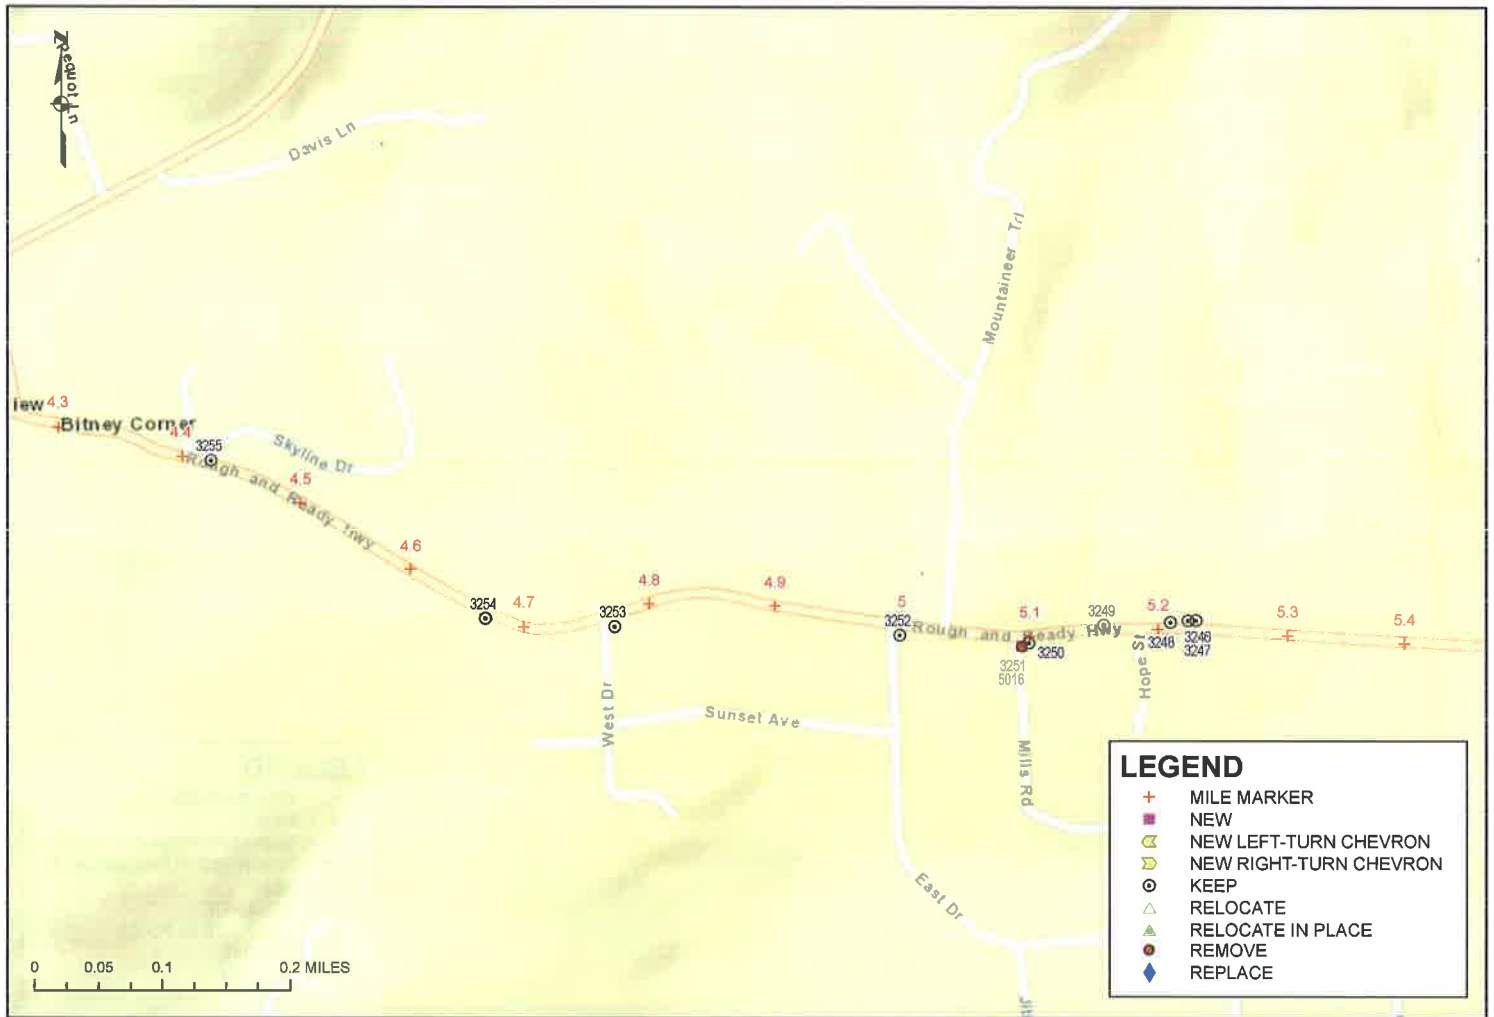 N
Pequot Ln
Davis Ln
Mountaineer Trl
iew
4.3
Bitney Corner
4.4
3255
Skyline Dr
4.5
Rough and Ready Hwy
4 6
3254
4.7
3253
4.8
4.9
5
3252
Rough and Ready Hwy
5.1
3249
5.2
5.3
5.4
3250
3248
3246
3247
3251
5016
Hope St
West Dr
Sunset Ave
Mills Rd
East Dr
LEGEND
MILE MARKER
NEW
NEW LEFT-TURN CHEVRON
NEW RIGHT-TURN CHEVRON
KEEP
RELOCATE
RELOCATE IN PLACE
REMOVE
REPLACE
0 0.05 0.1 0.2 MILES